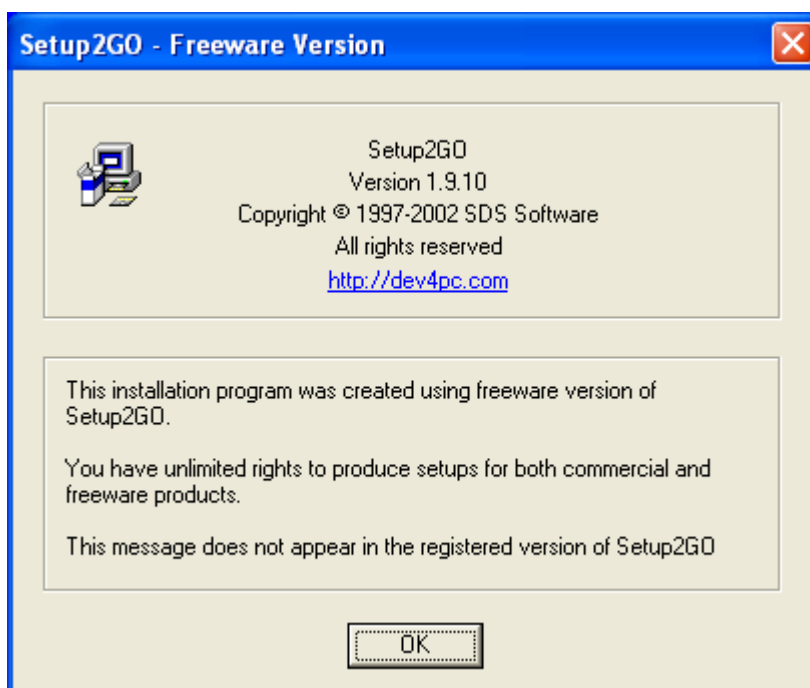 Setup2GO - Freeware Version
Setup2GO
Version 1.9.10
Copyright © 1997-2002 SDS Software
All rights reserved
http://dev4pc.com
This installation program was created using freeware version of
Setup2GO.
You have unlimited rights to produce setups for both commercial and
freeware products.
This message does not appear in the registered version of Setup2GO
OK